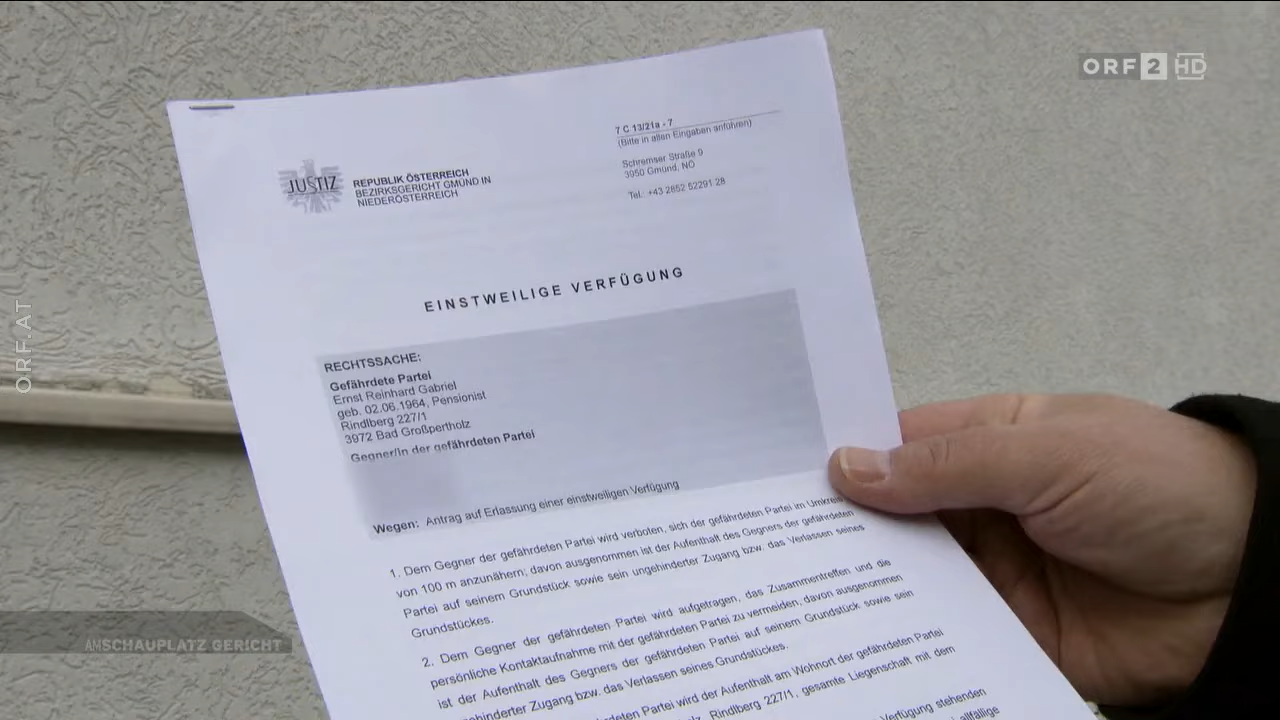 ORF 2 HD
ORF.AT
7 C 13/21a - 7
(Bitte in allen Eingaben anführen)
Schremser Straße 9
3950 Gmünd, NÖ
Tel.: +43 2852 52291 28
JUSTIZ
REPUBLIK ÖSTERREICH
BEZIRKSGERICHT GMÜND IN
NIEDERÖSTERREICH
EINSTWEILIGE VERFÜGUNG
RECHTSSACHE:
Gefährdete Partei
Ernst Reinhard Gabriel
geb. 02.06.1964, Pensionist
Rindlberg 227/1
3972 Bad Großpertholz
Gegner/in der gefährdeten Partei
Wegen: Antrag auf Erlassung einer einstweiligen Verfügung
1. Dem Gegner der gefährdeten Partei wird verboten, sich der gefährdeten Partei im Umkreis
von 100 m anzunähern; davon ausgenommen ist der Aufenthalt des Gegners der gefährdeten
Partei auf seinem Grundstück sowie sein ungehinderter Zugang bzw. das Verlassen seines
Grundstückes.
2. Dem Gegner der gefährdeten Partei wird aufgetragen, das Zusammentreffen und die
persönliche Kontaktaufnahme mit der gefährdeten Partei zu vermeiden, davon ausgenommen
ist der Aufenthalt des Gegners der gefährdeten Partei auf seinem Grundstück sowie sein
ungehinderter Zugang bzw. das Verlassen seines Grundstückes.
Partei wird der Aufenthalt am Wohnort der gefährdeten Partei
Rindlberg 227/1, gesamte Liegenschaft mit dem
Verfügung stehenden
allfällige
AMSCHAUPLATZ GERICHT